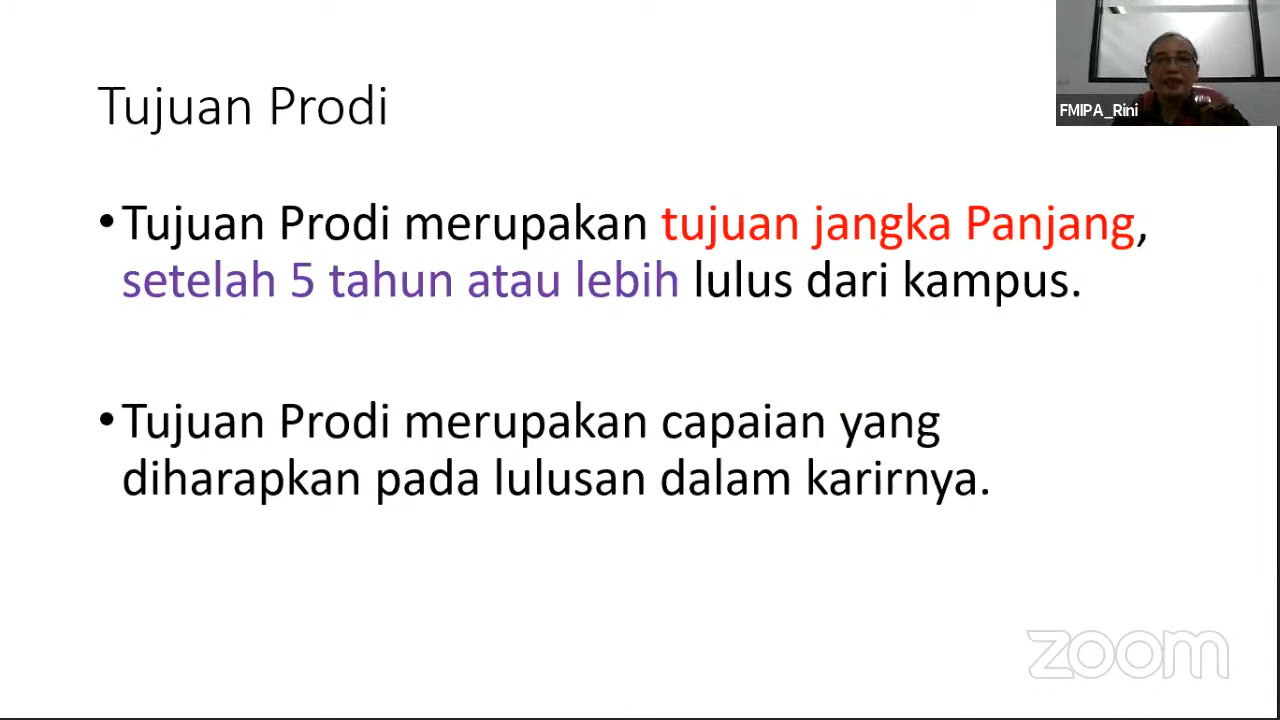 Tujuan Prodi
FMIPA_Rini
•Tujuan Prodi merupakan tujuan jangka Panjang,
setelah 5 tahun atau lebih lulus dari kampus.
•Tujuan Prodi merupakan capaian yang
diharapkan pada lulusan dalam karirnya.
zoom